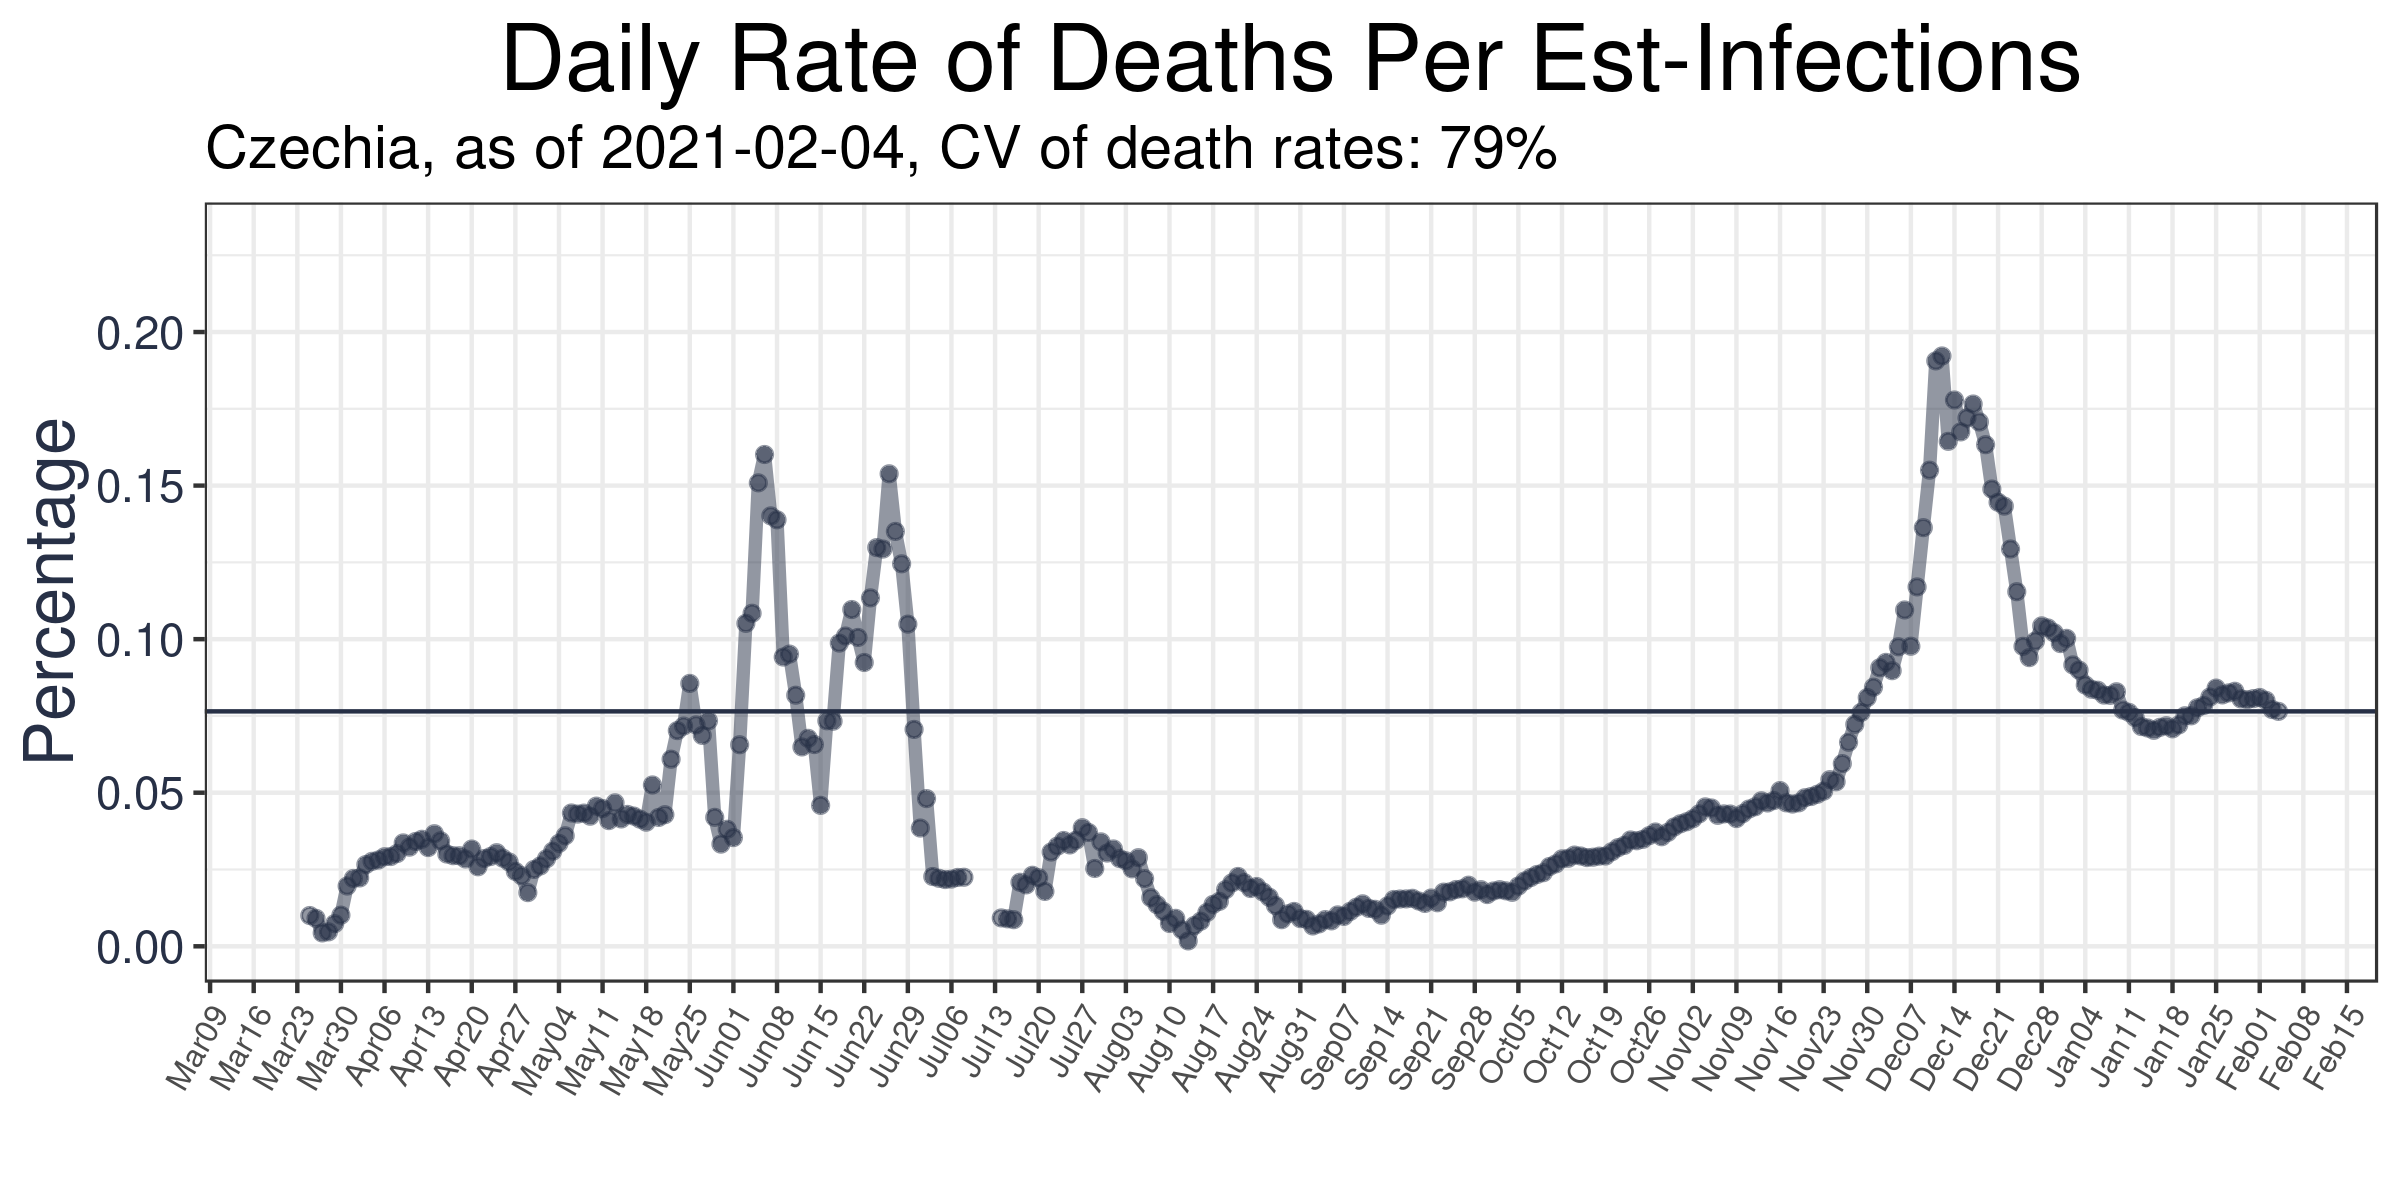 Daily Rate of Deaths Per Est-Infections
Czechia, as of 2021-02-04, CV of death rates: 79%
Percentage
0.20
0.15
0.10
0.05
0.00
Mar09 Mar16 Mar23 Mar30 Apr06 Apr13 Apr20 Apr27 May04 May11 May18 May25 Jun01 Jun08 Jun15 Jun22 Jun29 Jul06 Jul13 Jul20 Jul27 Aug03 Aug10 Aug17 Aug24 Aug31 Sep07 Sep14 Sep21 Sep28 Oct05 Oct12 Oct19 Oct26 Nov02 Nov09 Nov16 Nov23 Nov30 Dec07 Dec14 Dec21 Dec28 Jan04 Jan11 Jan18 Jan25 Feb01 Feb08 Feb15